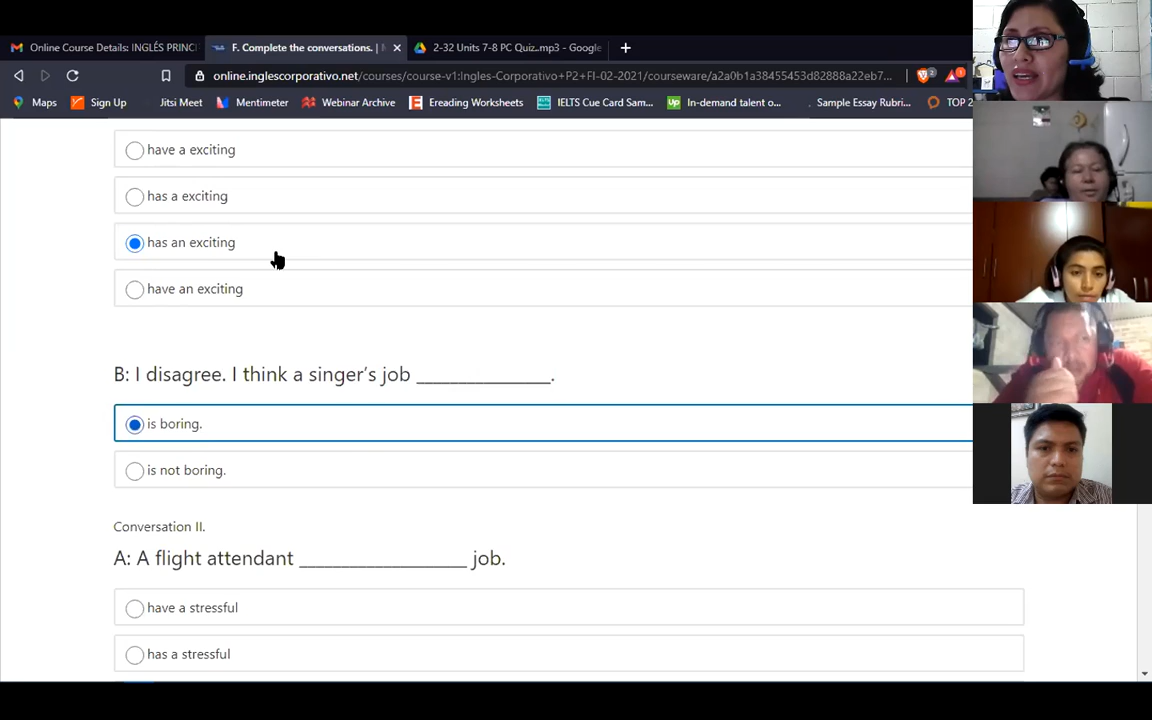 Online Course Details: INGLÉS PRINCI
F. Complete the conversations. |
2-32 Units 7-8 PC Quiz..mp3 - Google
online.inglescorporativo.net/courses/course-v1:Ingles-Corporativo+P2+FI-02-2021/courseware/a2a0b1a38455453d82888a22eb7...
Maps
Sign Up
Jitsi Meet
Mentimeter
Webinar Archive
Ereading Worksheets
IELTS Cue Card Sam...
Up
In-demand talent o...
Sample Essay Rubri...
TOP 2
have a exciting
has a exciting
has an exciting
have an exciting
B: I disagree. I think a singer's job ________________.
is boring.
is not boring.
Conversation II.
A: A flight attendant ___________________ job.
have a stressful
has a stressful